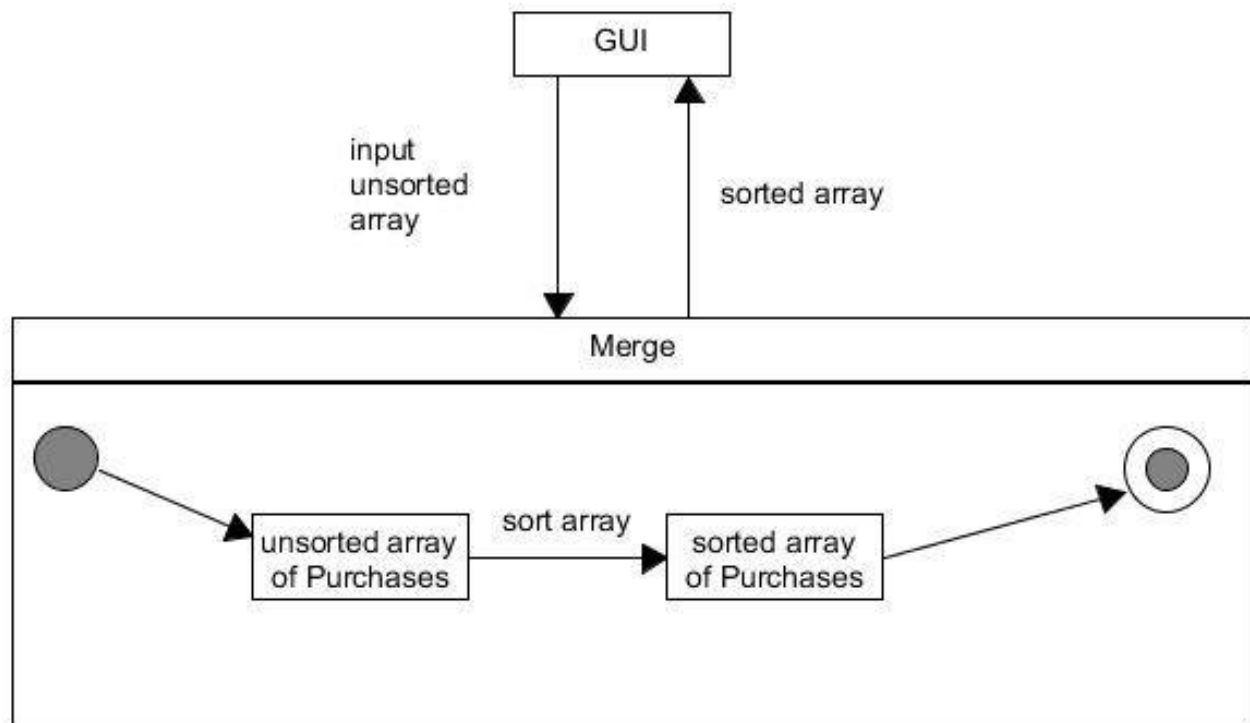 GUI
input
unsorted
array
sorted array
Merge
sort array
unsorted array
of Purchases
sorted array
of Purchases